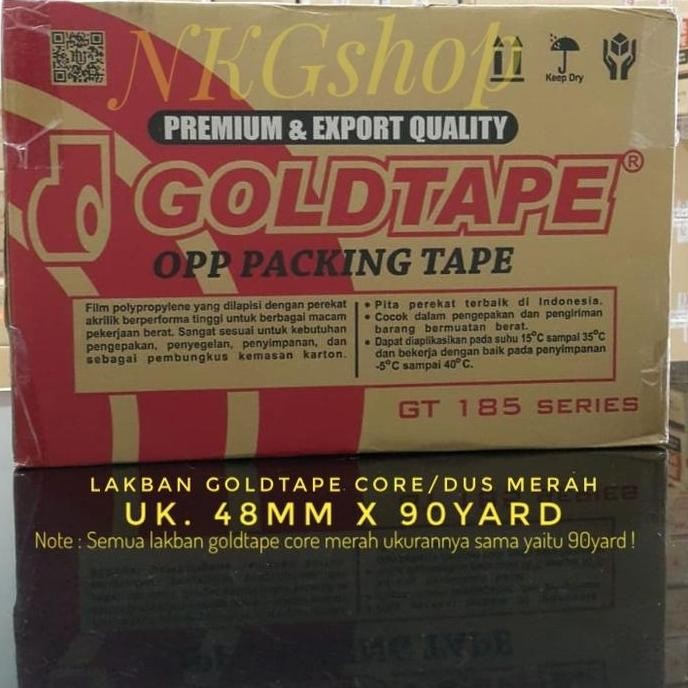 NKGshop
Keep Dry
PREMIUM & EXPORT QUALITY
GOLDTAPE®
OPP PACKING TAPE
Film polypropylene yang dilapisi dengan perekat
akrilik berperforma tinggi untuk berbagai macam
pekerjaan berat. Sangat sesuai untuk kebutuhan
pengepakan, penyegelan, penyimpanan, dan
sebagai pembungkus kemasan karton.
• Pita perekat terbaik di Indonesia.
• Cocok dalam pengepakan dan pengiriman
barang bermuatan berat.
• Dapat diaplikasikan pada suhu 15°C sampai 35°C
dan bekerja dengan baik pada penyimpanan
-5°C sampai 40°C.
GT 185 SERIES
LAKBAN GOLDTAPE CORE/DUS MERAH
UK. 48MM X 90YARD
Note : Semua lakban goldtape core merah ukurannya sama yaitu 90yard !